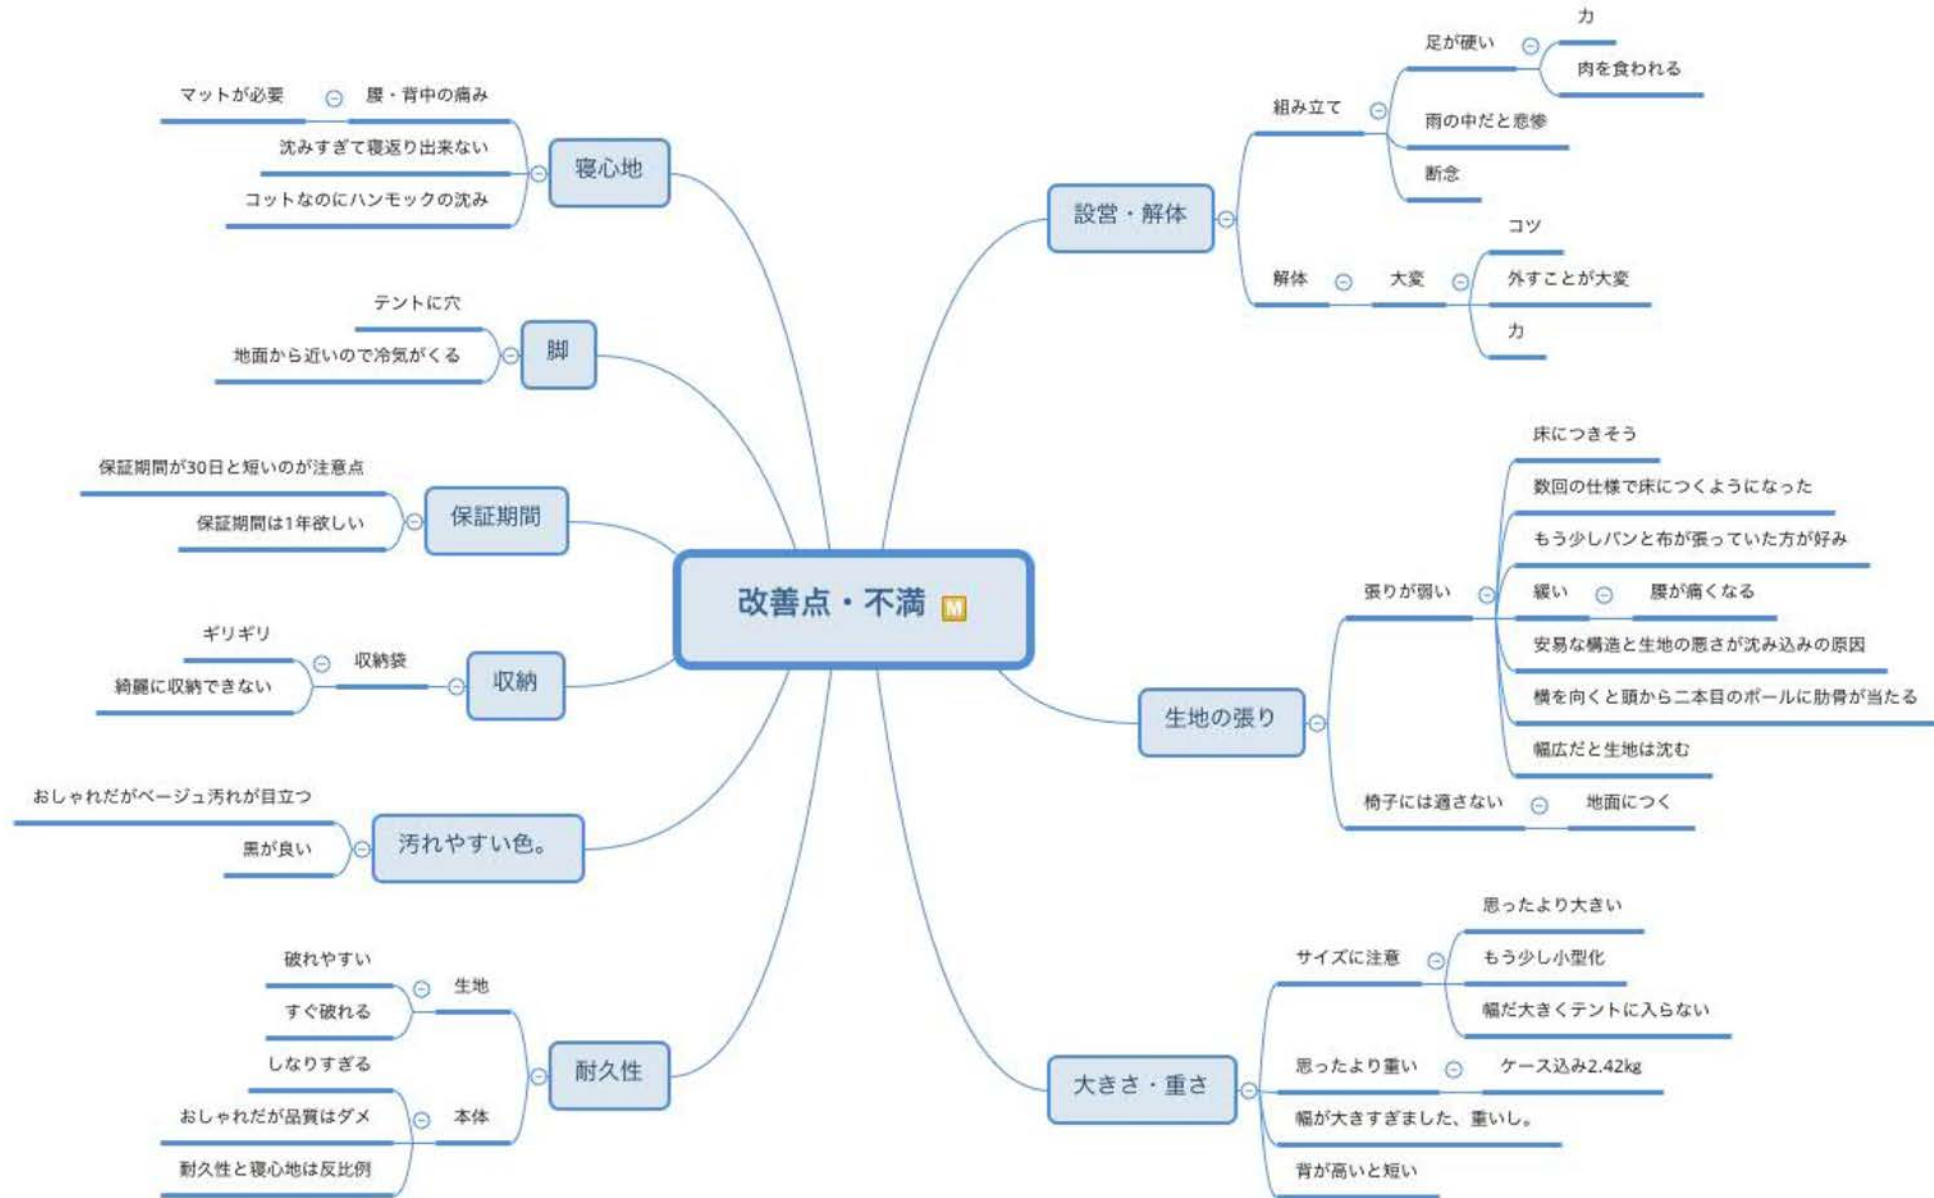 改善点・不満 M
設営・解体
組み立て
足が硬い
力
肉を食われる
雨の中だと悲惨
断念
解体
大変
コツ
外すことが大変
力
生地の張り
張りが弱い
床につきそう
数回の仕様で床につくようになった
もう少しパンと布が張っていた方が好み
緩い
腰が痛くなる
安易な構造と生地の悪さが沈み込みの原因
横を向くと頭から二本目のポールに肋骨が当たる
幅広だと生地は沈む
椅子には適さない
地面につく
大きさ・重さ
サイズに注意
思ったより大きい
もう少し小型化
幅だ大きくテントに入らない
思ったより重い
ケース込み2.42kg
幅が大きすぎました、重いし。
背が高いと短い
寝心地
腰・背中の痛み
マットが必要
沈みすぎて寝返り出来ない
コットなのにハンモックの沈み
脚
テントに穴
地面から近いので冷気がくる
保証期間
保証期間が30日と短いのが注意点
保証期間は1年欲しい
収納
収納袋
ギリギリ
綺麗に収納できない
汚れやすい色。
おしゃれだがベージュ汚れが目立つ
黒が良い
耐久性
生地
破れやすい
すぐ破れる
本体
しなりすぎる
おしゃれだが品質はダメ
耐久性と寝心地は反比例